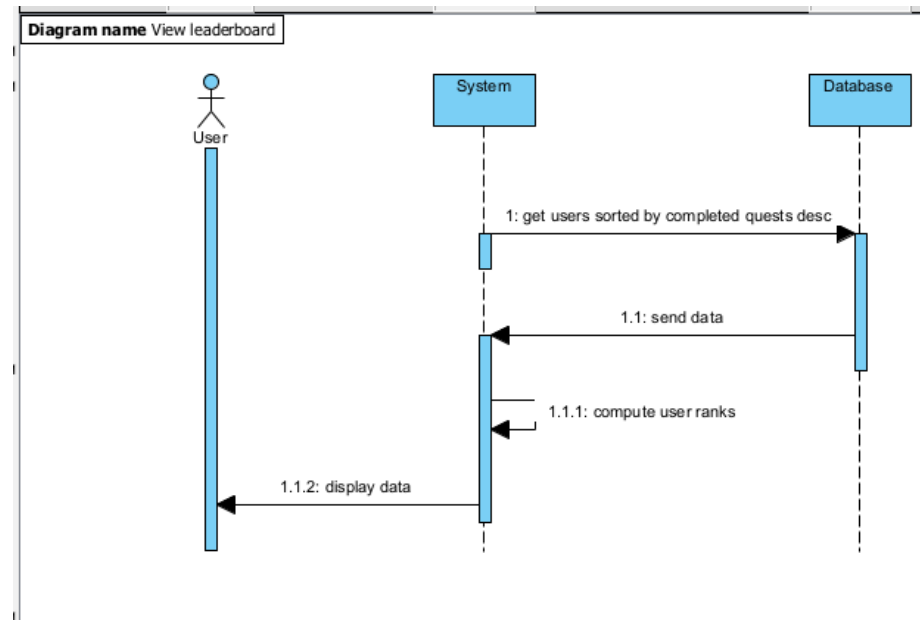 Diagram name View leaderboard
User
System
Database
1: get users sorted by completed quests desc
1.1: send data
1.1.1: compute user ranks
1.1.2: display data